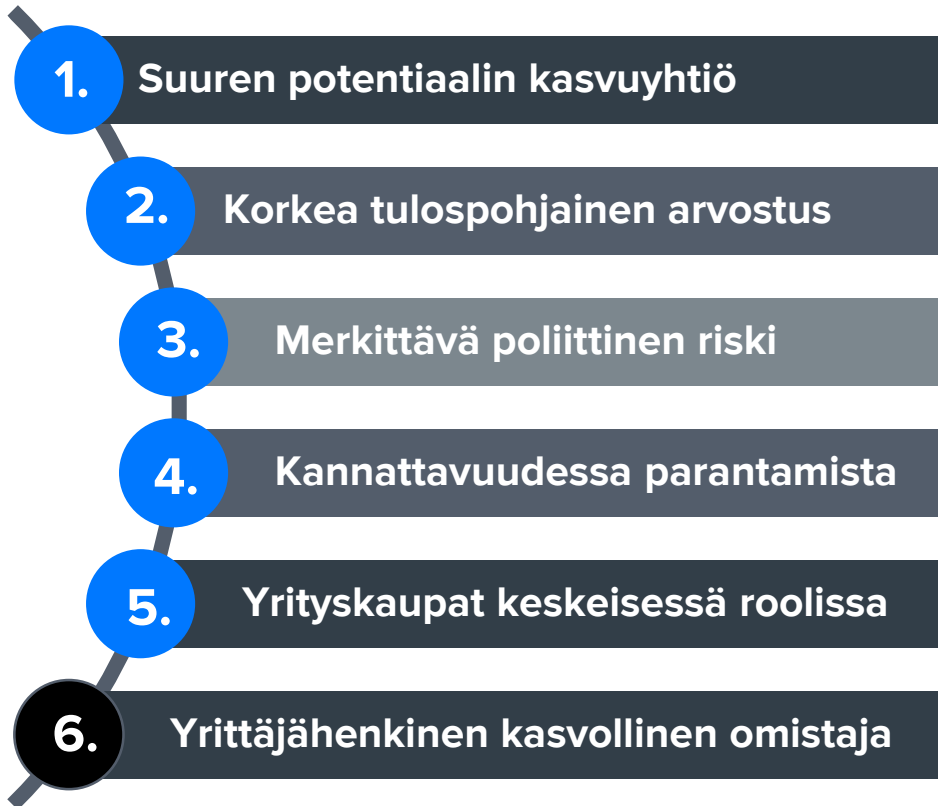 1. Suuren potentiaalin kasvuyhtiö
2. Korkea tulospohjainen arvostus
3. Merkittävä poliittinen riski
4. Kannattavuudessa parantamista
5. Yrityskaupat keskeisessä roolissa
6. Yrittäjähenkinen kasvollinen omistaja